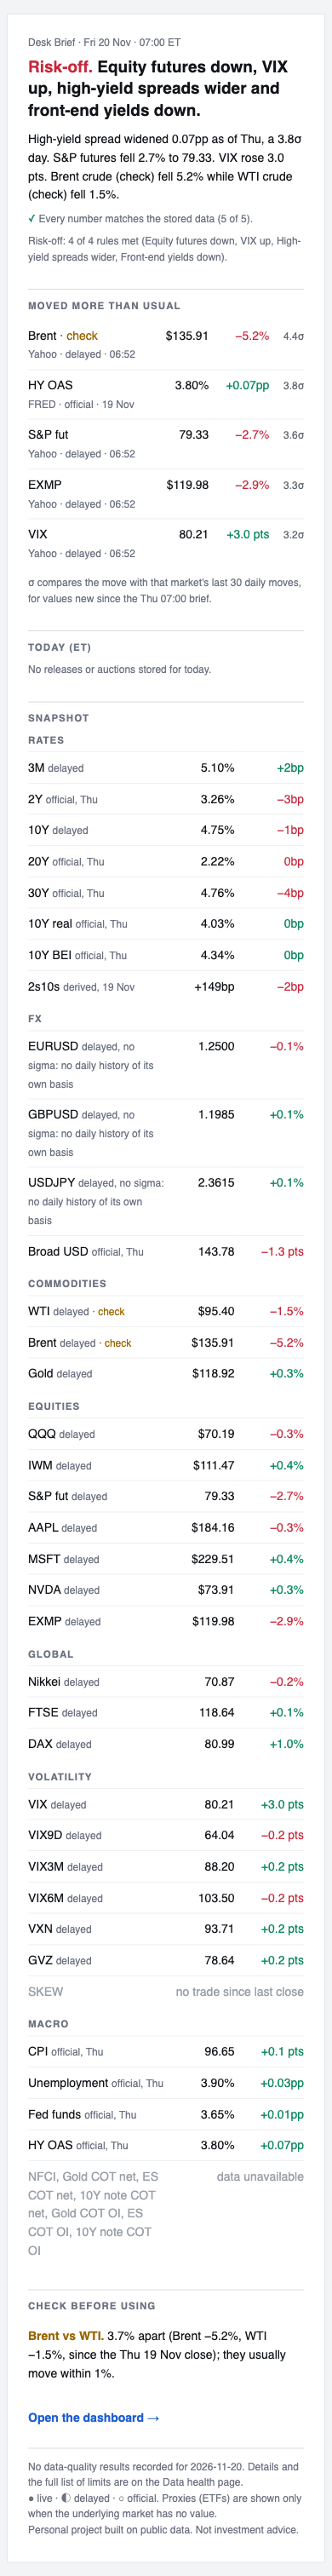 Desk Brief · Fri 20 Nov · 07:00 ET
Risk-off. Equity futures down, VIX
up, high-yield spreads wider and
front-end yields down.
High-yield spread widened 0.07pp as of Thu, a 3.8σ
day. S&P futures fell 2.7% to 79.33. VIX rose 3.0
pts. Brent crude (check) fell 5.2% while WTI crude
(check) fell 1.5%.
✓ Every number matches the stored data (5 of 5).
Risk-off: 4 of 4 rules met (Equity futures down, VIX up, High-
yield spreads wider, Front-end yields down).
MOVED MORE THAN USUAL
Brent · check $135.91 −5.2% 4.4σ
Yahoo · delayed · 06:52
HY OAS 3.80% +0.07pp 3.8σ
FRED · official · 19 Nov
S&P fut 79.33 −2.7% 3.6σ
Yahoo · delayed · 06:52
EXMP $119.98 −2.9% 3.3σ
Yahoo · delayed · 06:52
VIX 80.21 +3.0 pts 3.2σ
Yahoo · delayed · 06:52
σ compares the move with that market's last 30 daily moves,
for values new since the Thu 07:00 brief.
TODAY (ET)
No releases or auctions stored for today.
SNAPSHOT
RATES
3M delayed 5.10% +2bp
2Y official, Thu 3.26% −3bp
10Y delayed 4.75% −1bp
20Y official, Thu 2.22% 0bp
30Y official, Thu 4.76% −4bp
10Y real official, Thu 4.03% 0bp
10Y BEI official, Thu 4.34% 0bp
2s10s derived, 19 Nov +149bp −2bp
FX
EURUSD delayed, no 1.2500 −0.1%
sigma: no daily history of its
own basis
GBPUSD delayed, no 1.1985 +0.1%
sigma: no daily history of its
own basis
USDJPY delayed, no sigma: 2.3615 +0.1%
no daily history of its own
basis
Broad USD official, Thu 143.78 −1.3 pts
COMMODITIES
WTI delayed · check $95.40 −1.5%
Brent delayed · check $135.91 −5.2%
Gold delayed $118.92 +0.3%
EQUITIES
QQQ delayed $70.19 −0.3%
IWM delayed $111.47 +0.4%
S&P fut delayed 79.33 −2.7%
AAPL delayed $184.16 −0.3%
MSFT delayed $229.51 +0.4%
NVDA delayed $73.91 +0.3%
EXMP delayed $119.98 −2.9%
GLOBAL
Nikkei delayed 70.87 −0.2%
FTSE delayed 118.64 +0.1%
DAX delayed 80.99 +1.0%
VOLATILITY
VIX delayed 80.21 +3.0 pts
VIX9D delayed 64.04 −0.2 pts
VIX3M delayed 88.20 +0.2 pts
VIX6M delayed 103.50 −0.2 pts
VXN delayed 93.71 +0.2 pts
GVZ delayed 78.64 +0.2 pts
SKEW no trade since last close
MACRO
CPI official, Thu 96.65 +0.1 pts
Unemployment official, Thu 3.90% +0.03pp
Fed funds official, Thu 3.65% +0.01pp
HY OAS official, Thu 3.80% +0.07pp
NFCI, Gold COT net, ES data unavailable
COT net, 10Y note COT
net, Gold COT OI, ES
COT OI, 10Y note COT
OI
CHECK BEFORE USING
Brent vs WTI. 3.7% apart (Brent −5.2%, WTI
−1.5%, since the Thu 19 Nov close); they usually
move within 1%.
Open the dashboard →
No data-quality results recorded for 2026-11-20. Details and
the full list of limits are on the Data health page.
● live · ◐ delayed · ○ official. Proxies (ETFs) are shown only
when the underlying market has no value.
Personal project built on public data. Not investment advice.